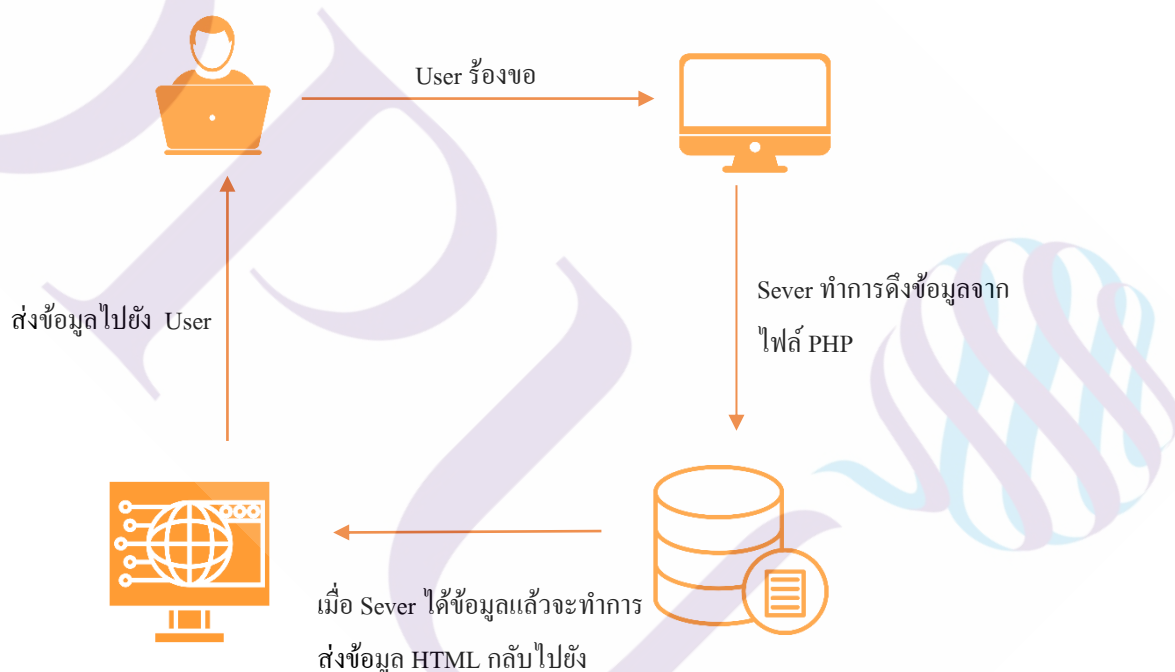 User ร้องขอ
Sever ทำการดึงข้อมูลจาก
ไฟล์ PHP
ส่งข้อมูลไปยัง User
เมื่อ Sever ได้ข้อมูลแล้วจะทำการ
ส่งข้อมูล HTML กลับไปยัง